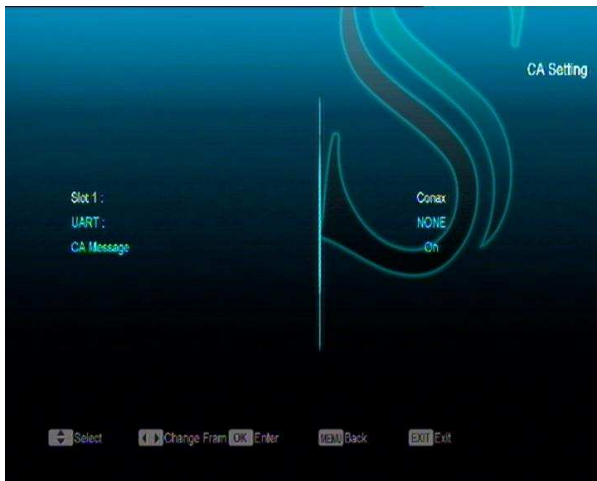 CA Setting
Slot 1 : Conax
UART : NONE
CA Message On
Select Change Fram OK Enter MENU Back EXIT Exit